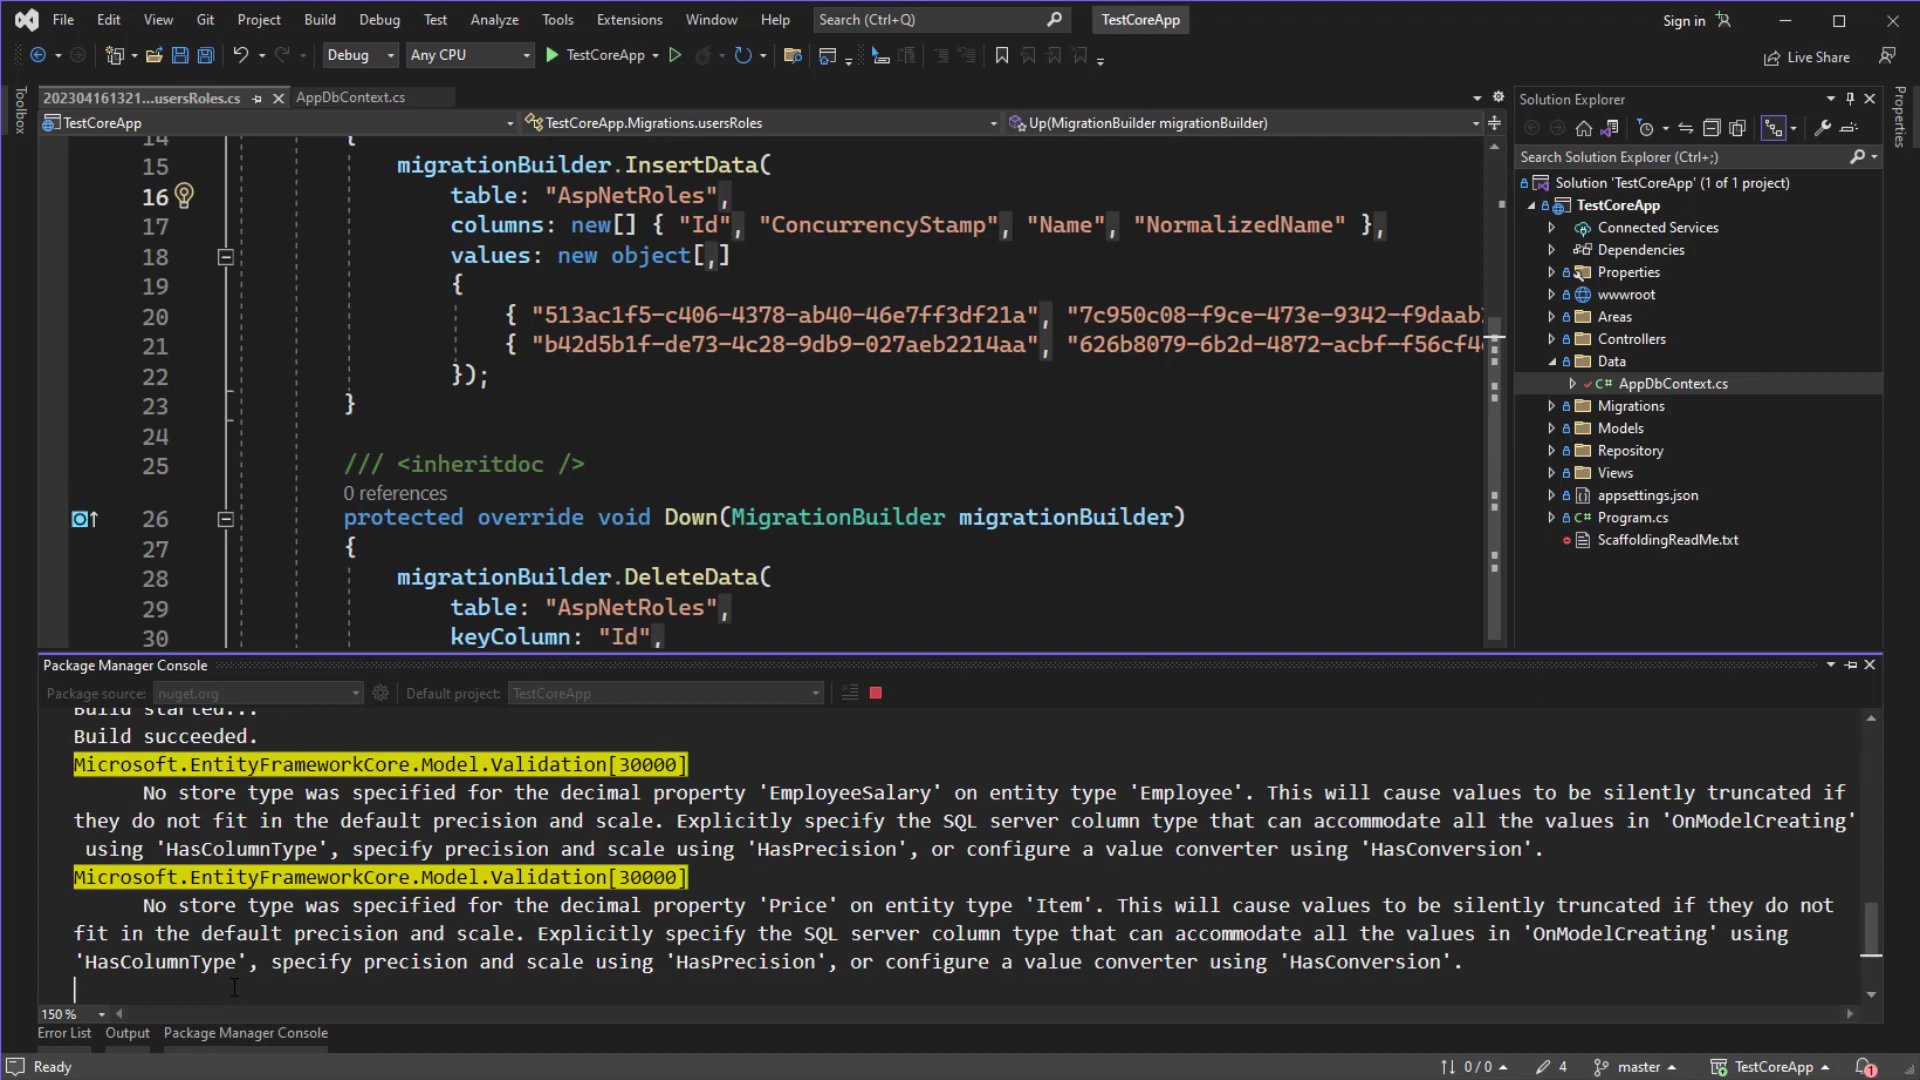 File Edit View Git Project Build Debug Test Analyze Tools Extensions Window Help Search (Ctrl+Q) TestCoreApp Sign in
Debug Any CPU TestCoreApp Live Share
Toolbox
202304161321...usersRoles.cs AppDbContext.cs
TestCoreApp TestCoreApp.Migrations.usersRoles Up(MigrationBuilder migrationBuilder)
14 {
15 migrationBuilder.InsertData(
16 table: "AspNetRoles",
17 columns: new[] { "Id", "ConcurrencyStamp", "Name", "NormalizedName" },
18 values: new object[,]
19 {
20 { "513ac1f5-c406-4378-ab40-46e7ff3df21a", "7c950c08-f9ce-473e-9342-f9daab
21 { "b42d5b1f-de73-4c28-9db9-027aeb2214aa", "626b8079-6b2d-4872-acbf-f56cf4
22 });
23 }
24
25 /// <inheritdoc />
0 references
26 protected override void Down(MigrationBuilder migrationBuilder)
27 {
28 migrationBuilder.DeleteData(
29 table: "AspNetRoles",
30 keyColumn: "Id",
Solution Explorer
Search Solution Explorer (Ctrl+;)
Solution 'TestCoreApp' (1 of 1 project)
TestCoreApp
Connected Services
Dependencies
Properties
wwwroot
Areas
Controllers
Data
C# AppDbContext.cs
Migrations
Models
Repository
Views
appsettings.json
C# Program.cs
ScaffoldingReadMe.txt
Properties
Package Manager Console
Package source: nuget.org Default project: TestCoreApp
Build started...
Build succeeded.
Microsoft.EntityFrameworkCore.Model.Validation[30000]
No store type was specified for the decimal property 'EmployeeSalary' on entity type 'Employee'. This will cause values to be silently truncated if
they do not fit in the default precision and scale. Explicitly specify the SQL server column type that can accommodate all the values in 'OnModelCreating'
using 'HasColumnType', specify precision and scale using 'HasPrecision', or configure a value converter using 'HasConversion'.
Microsoft.EntityFrameworkCore.Model.Validation[30000]
No store type was specified for the decimal property 'Price' on entity type 'Item'. This will cause values to be silently truncated if they do not
fit in the default precision and scale. Explicitly specify the SQL server column type that can accommodate all the values in 'OnModelCreating' using
'HasColumnType', specify precision and scale using 'HasPrecision', or configure a value converter using 'HasConversion'.
150 %
Error List Output Package Manager Console
Ready 0 / 0 4 master TestCoreApp 1